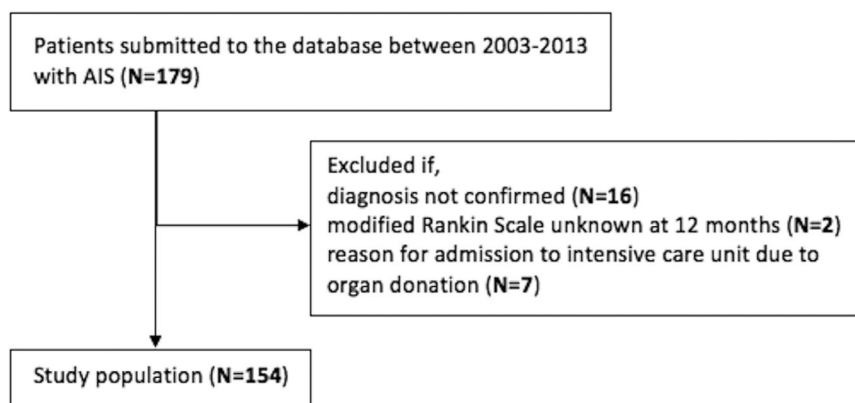 Patients submitted to the database between 2003-2013
with AIS (N=179)
Excluded if,
diagnosis not confirmed (N=16)
modified Rankin Scale unknown at 12 months (N=2)
reason for admission to intensive care unit due to
organ donation (N=7)
Study population (N=154)